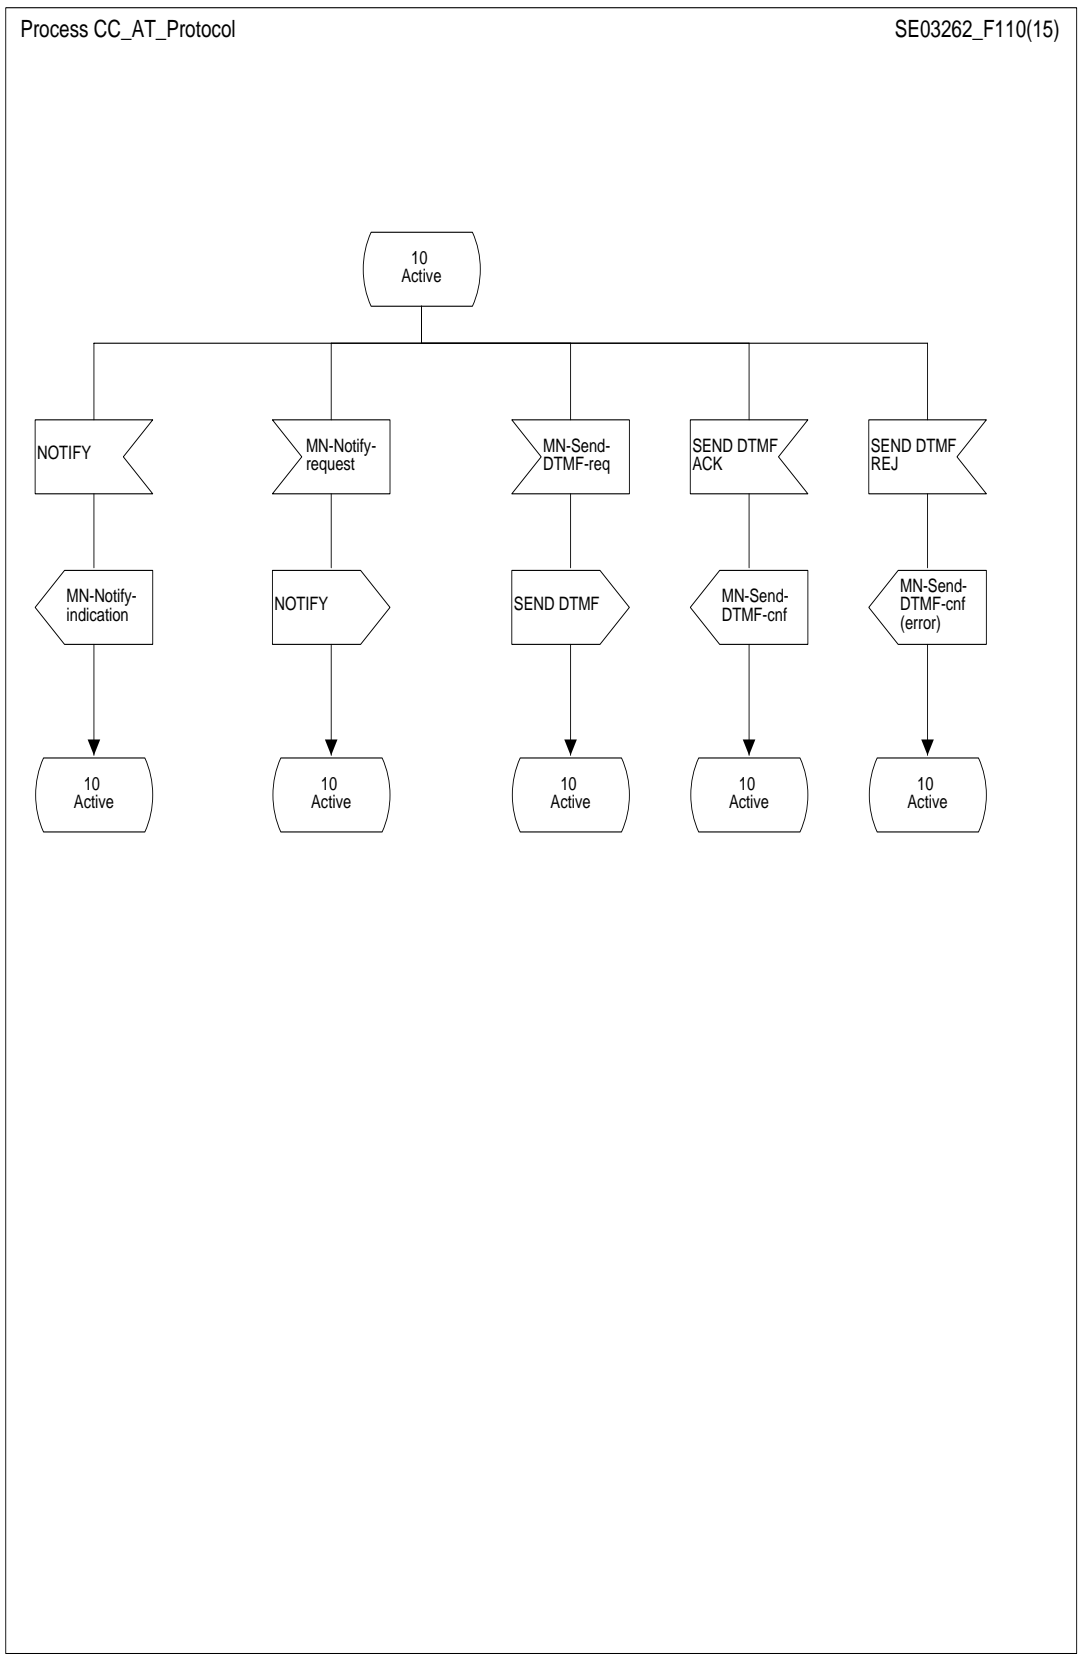 Process CC_AT_Protocol
SE03262_F110(15)
10
Active
NOTIFY
MN-Notify-
request
MN-Send-
DTMF-req
SEND DTMF
ACK
SEND DTMF
REJ
MN-Notify-
indication
NOTIFY
SEND DTMF
MN-Send-
DTMF-cnf
MN-Send-
DTMF-cnf
(error)
10
Active
10
Active
10
Active
10
Active
10
Active